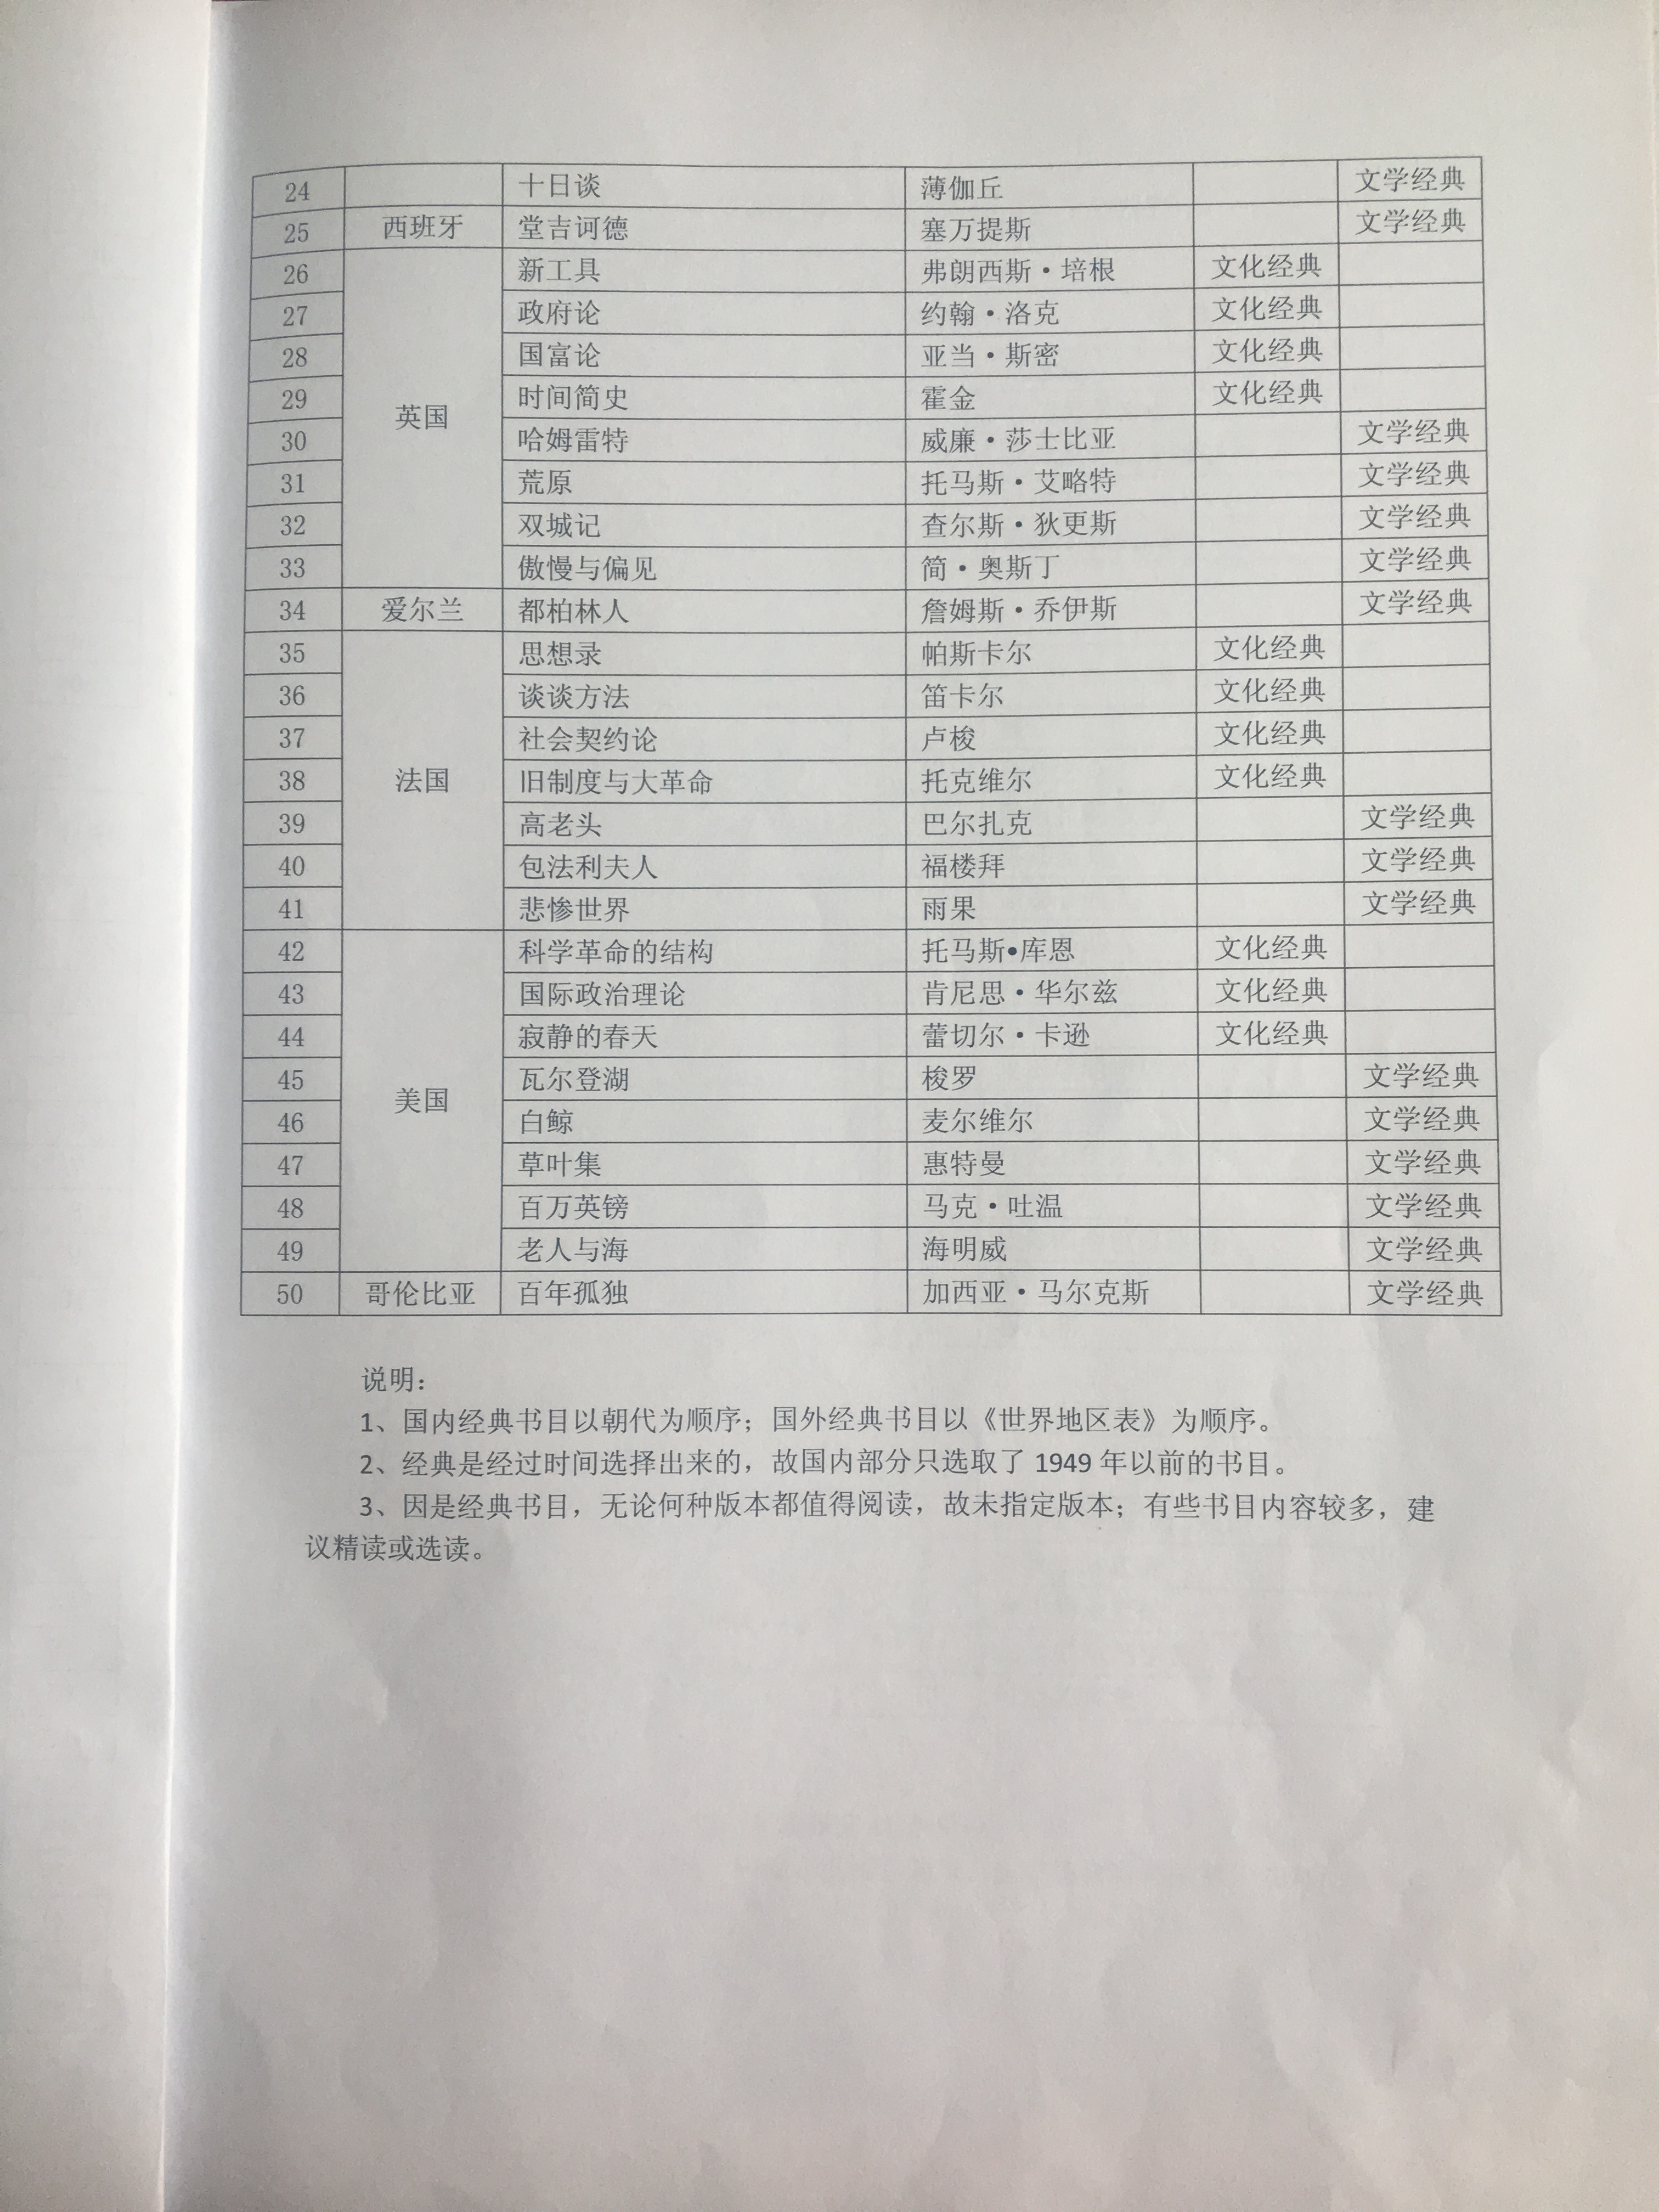 24 十日谈 薄伽丘 文学经典
25 西班牙 堂吉诃德 塞万提斯 文学经典
26 新工具 弗朗西斯·培根 文化经典
27 政府论 约翰·洛克 文化经典
28 国富论 亚当·斯密 文化经典
29 时间简史 霍金 文化经典
英国
30 哈姆雷特 威廉·莎士比亚 文学经典
31 荒原 托马斯·艾略特 文学经典
32 双城记 查尔斯·狄更斯 文学经典
33 傲慢与偏见 简·奥斯丁 文学经典
34 爱尔兰 都柏林人 詹姆斯·乔伊斯 文学经典
35 思想录 帕斯卡尔 文化经典
36 谈谈方法 笛卡尔 文化经典
37 社会契约论 卢梭 文化经典
38 法国 旧制度与大革命 托克维尔 文化经典
39 高老头 巴尔扎克 文学经典
40 包法利夫人 福楼拜 文学经典
41 悲惨世界 雨果 文学经典
42 科学革命的结构 托马斯•库恩 文化经典
43 国际政治理论 肯尼思·华尔兹 文化经典
44 寂静的春天 蕾切尔·卡逊 文化经典
45 瓦尔登湖 梭罗 文学经典
美国
46 白鲸 麦尔维尔 文学经典
47 草叶集 惠特曼 文学经典
48 百万英镑 马克·吐温 文学经典
49 老人与海 海明威 文学经典
50 哥伦比亚 百年孤独 加西亚·马尔克斯 文学经典
说明：
1、国内经典书目以朝代为顺序；国外经典书目以《世界地区表》为顺序。
2、经典是经过时间选择出来的，故国内部分只选取了 1949 年以前的书目。
3、因是经典书目，无论何种版本都值得阅读，故未指定版本；有些书目内容较多，建
议精读或选读。